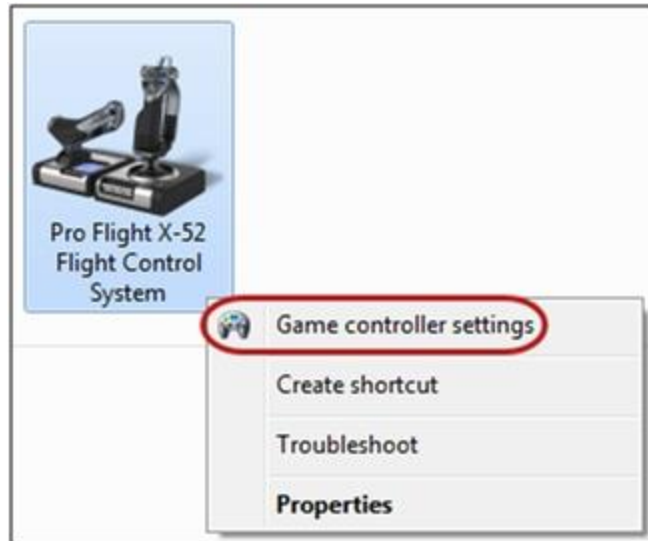 Pro Flight X-52
Flight Control
System
Game controller settings
Create shortcut
Troubleshoot
Properties